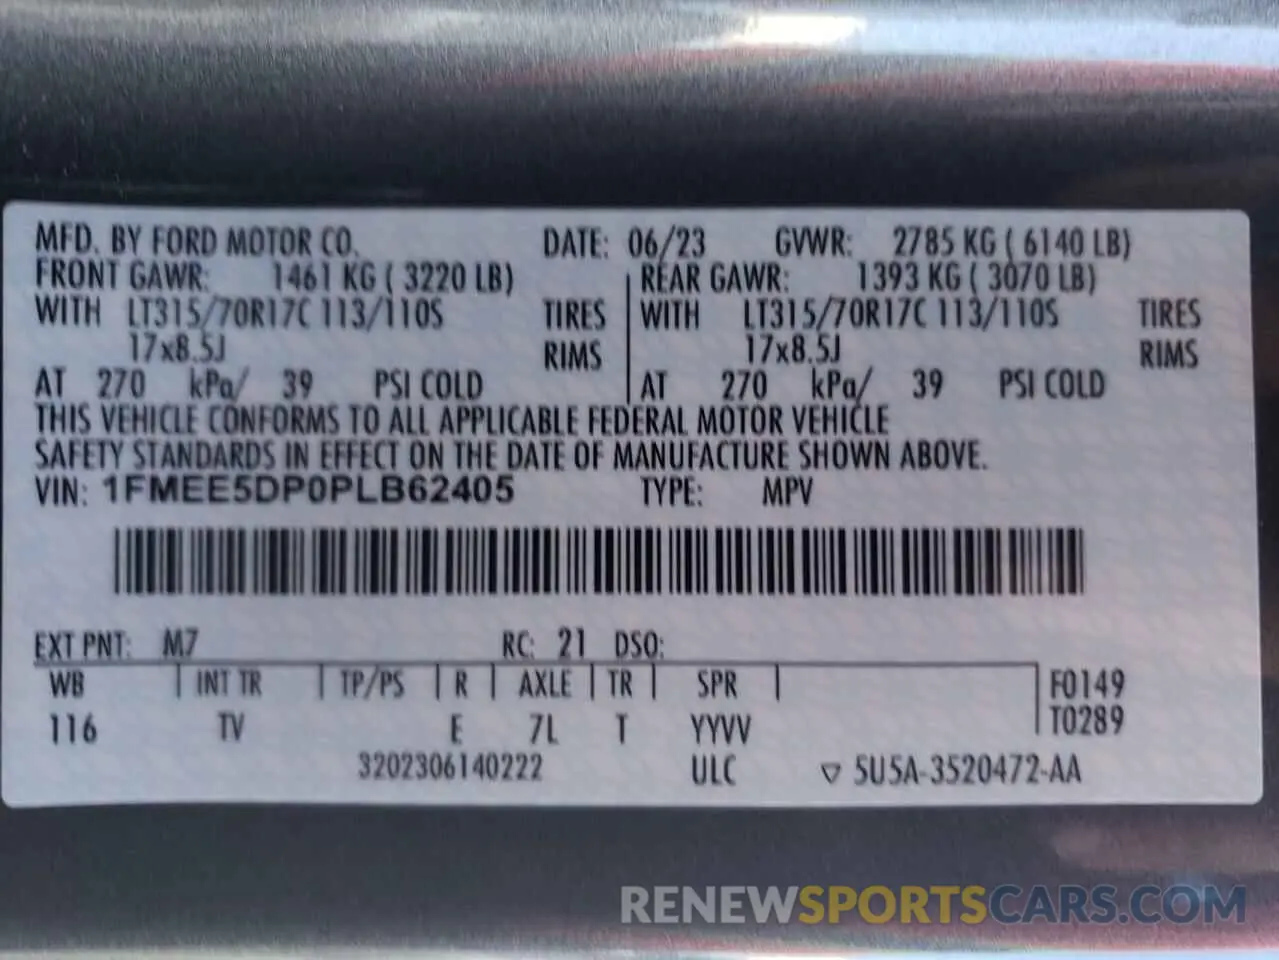 MFD. BY FORD MOTOR CO. DATE: 06/23 GVWR: 2785 KG ( 6140 LB)
FRONT GAWR: 1461 KG ( 3220 LB) REAR GAWR: 1393 KG ( 3070 LB)
WITH LT315/70R17C 113/110S TIRES WITH LT315/70R17C 113/110S TIRES
17x8.5J RIMS 17x8.5J RIMS
AT 270 kPa/ 39 PSI COLD AT 270 kPa/ 39 PSI COLD
THIS VEHICLE CONFORMS TO ALL APPLICABLE FEDERAL MOTOR VEHICLE
SAFETY STANDARDS IN EFFECT ON THE DATE OF MANUFACTURE SHOWN ABOVE.
VIN: 1FMEE5DP0PLB62405 TYPE: MPV
EXT PNT: M7 RC: 21 DSO:
WB INT TR TP/PS R AXLE TR SPR F0149
116 TV E 7L T YYVV T0289
3202306140222 ULC ▽ 5U5A-3520472-AA
RENEWSPORTSCARS.COM